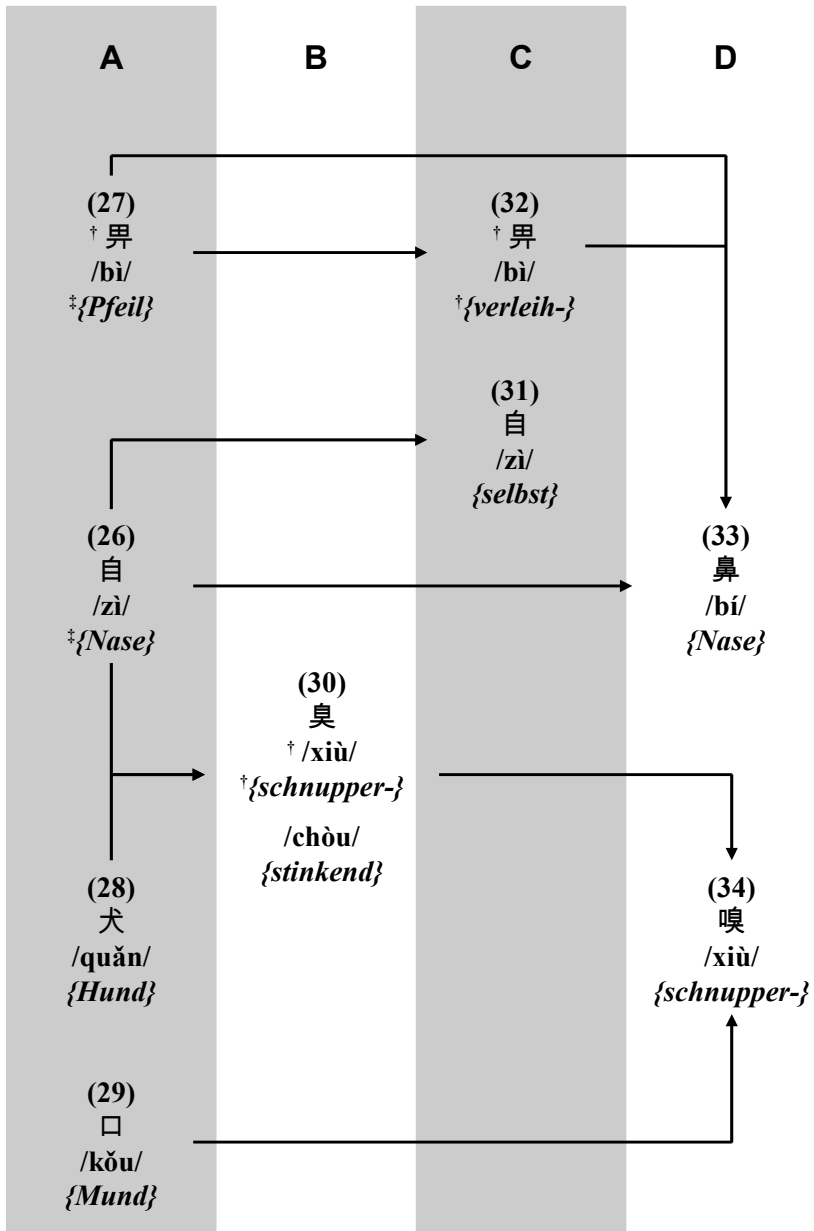 A B C D
(27)
† 畀
/bì/
‡{Pfeil}
(32)
† 畀
/bì/
†{verleih-}
(31)
自
/zì/
{selbst}
(26)
自
/zì/
‡{Nase}
(33)
鼻
/bí/
{Nase}
(30)
臭
† /xiù/
†{schnupper-}
/chòu/
{stinkend}
(28)
犬
/quǎn/
{Hund}
(34)
嗅
/xiù/
{schnupper-}
(29)
口
/kǒu/
{Mund}